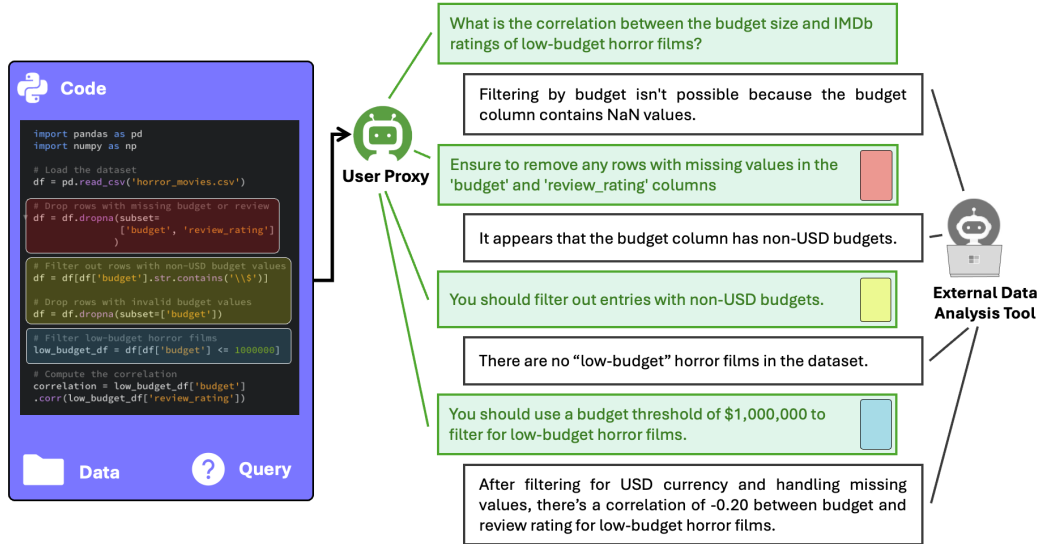 Code
import pandas as pd
import numpy as np
# Load the dataset
df = pd.read_csv('horror_movies.csv')
# Drop rows with missing budget or review
df = df.dropna(subset=
['budget', 'review_rating']
)
# Filter out rows with non-USD budget values
df = df[df['budget'].str.contains('\\$')]
# Drop rows with invalid budget values
df = df.dropna(subset=['budget'])
# Filter low-budget horror films
low_budget_df = df[df['budget'] <= 1000000]
# Compute the correlation
correlation = low_budget_df['budget']
.corr(low_budget_df['review_rating'])
Data
Query
User Proxy
What is the correlation between the budget size and IMDb
ratings of low-budget horror films?
Filtering by budget isn't possible because the budget
column contains NaN values.
Ensure to remove any rows with missing values in the
'budget' and 'review_rating' columns
It appears that the budget column has non-USD budgets.
You should filter out entries with non-USD budgets.
There are no “low-budget” horror films in the dataset.
You should use a budget threshold of $1,000,000 to
filter for low-budget horror films.
After filtering for USD currency and handling missing
values, there’s a correlation of -0.20 between budget and
review rating for low-budget horror films.
External Data
Analysis Tool